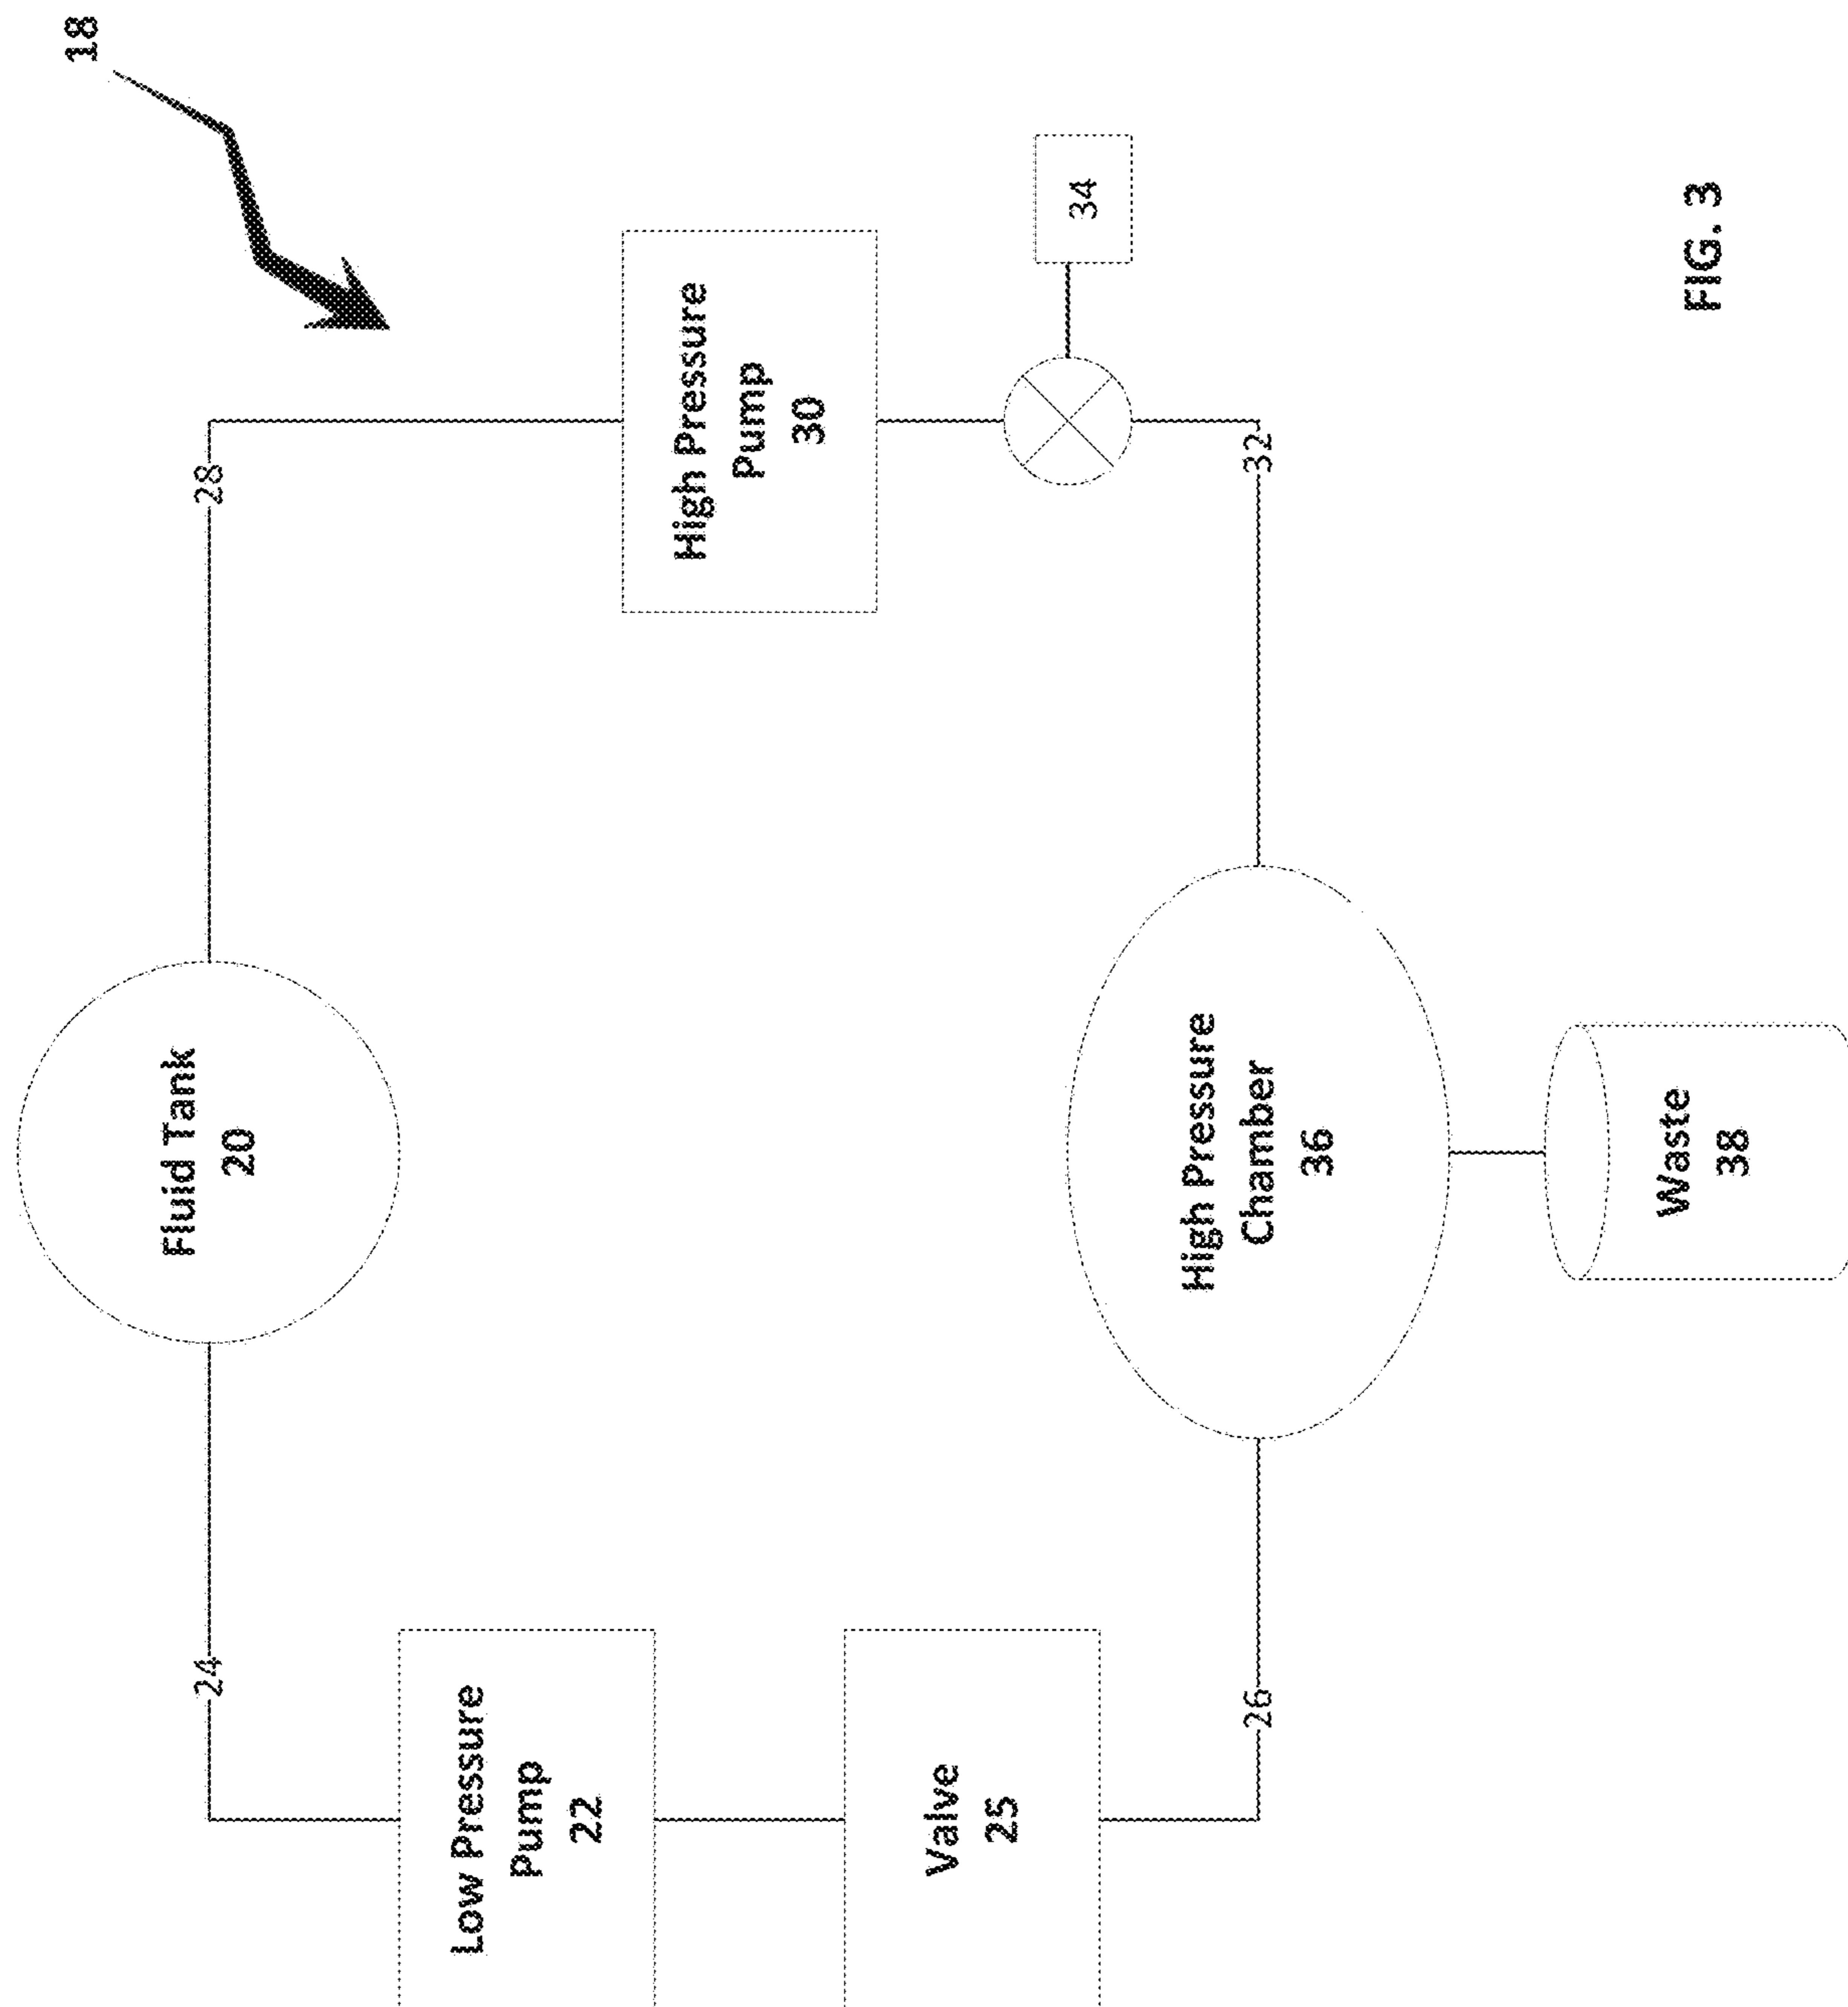 18
Fluid Tank
20
24
28
Low Pressure
Pump
22
High Pressure
Pump
30
Valve
25
34
26
32
High Pressure
Chamber
36
Waste
38
FIG. 3